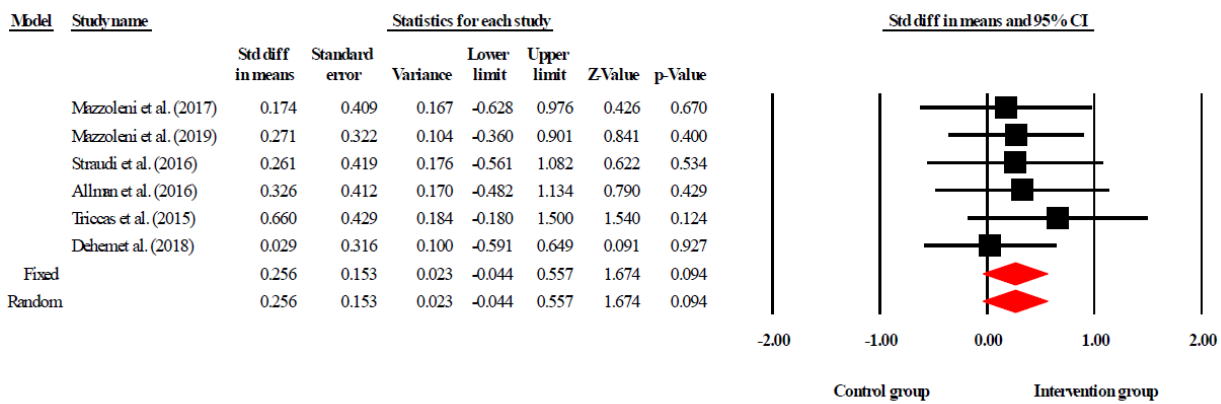 Model Study name Statistics for each study Std diff in means and 95% CI
Std diff Standard Lower Upper
in means error Variance limit limit Z-Value p-Value
Mazzoleni et al. (2017) 0.174 0.409 0.167 -0.628 0.976 0.426 0.670
Mazzoleni et al. (2019) 0.271 0.322 0.104 -0.360 0.901 0.841 0.400
Straudi et al. (2016) 0.261 0.419 0.176 -0.561 1.082 0.622 0.534
Allman et al. (2016) 0.326 0.412 0.170 -0.482 1.134 0.790 0.429
Triccas et al. (2015) 0.660 0.429 0.184 -0.180 1.500 1.540 0.124
Dehem et al. (2018) 0.029 0.316 0.100 -0.591 0.649 0.091 0.927
Fixed 0.256 0.153 0.023 -0.044 0.557 1.674 0.094
Random 0.256 0.153 0.023 -0.044 0.557 1.674 0.094
-2.00 -1.00 0.00 1.00 2.00
Control group Intervention group